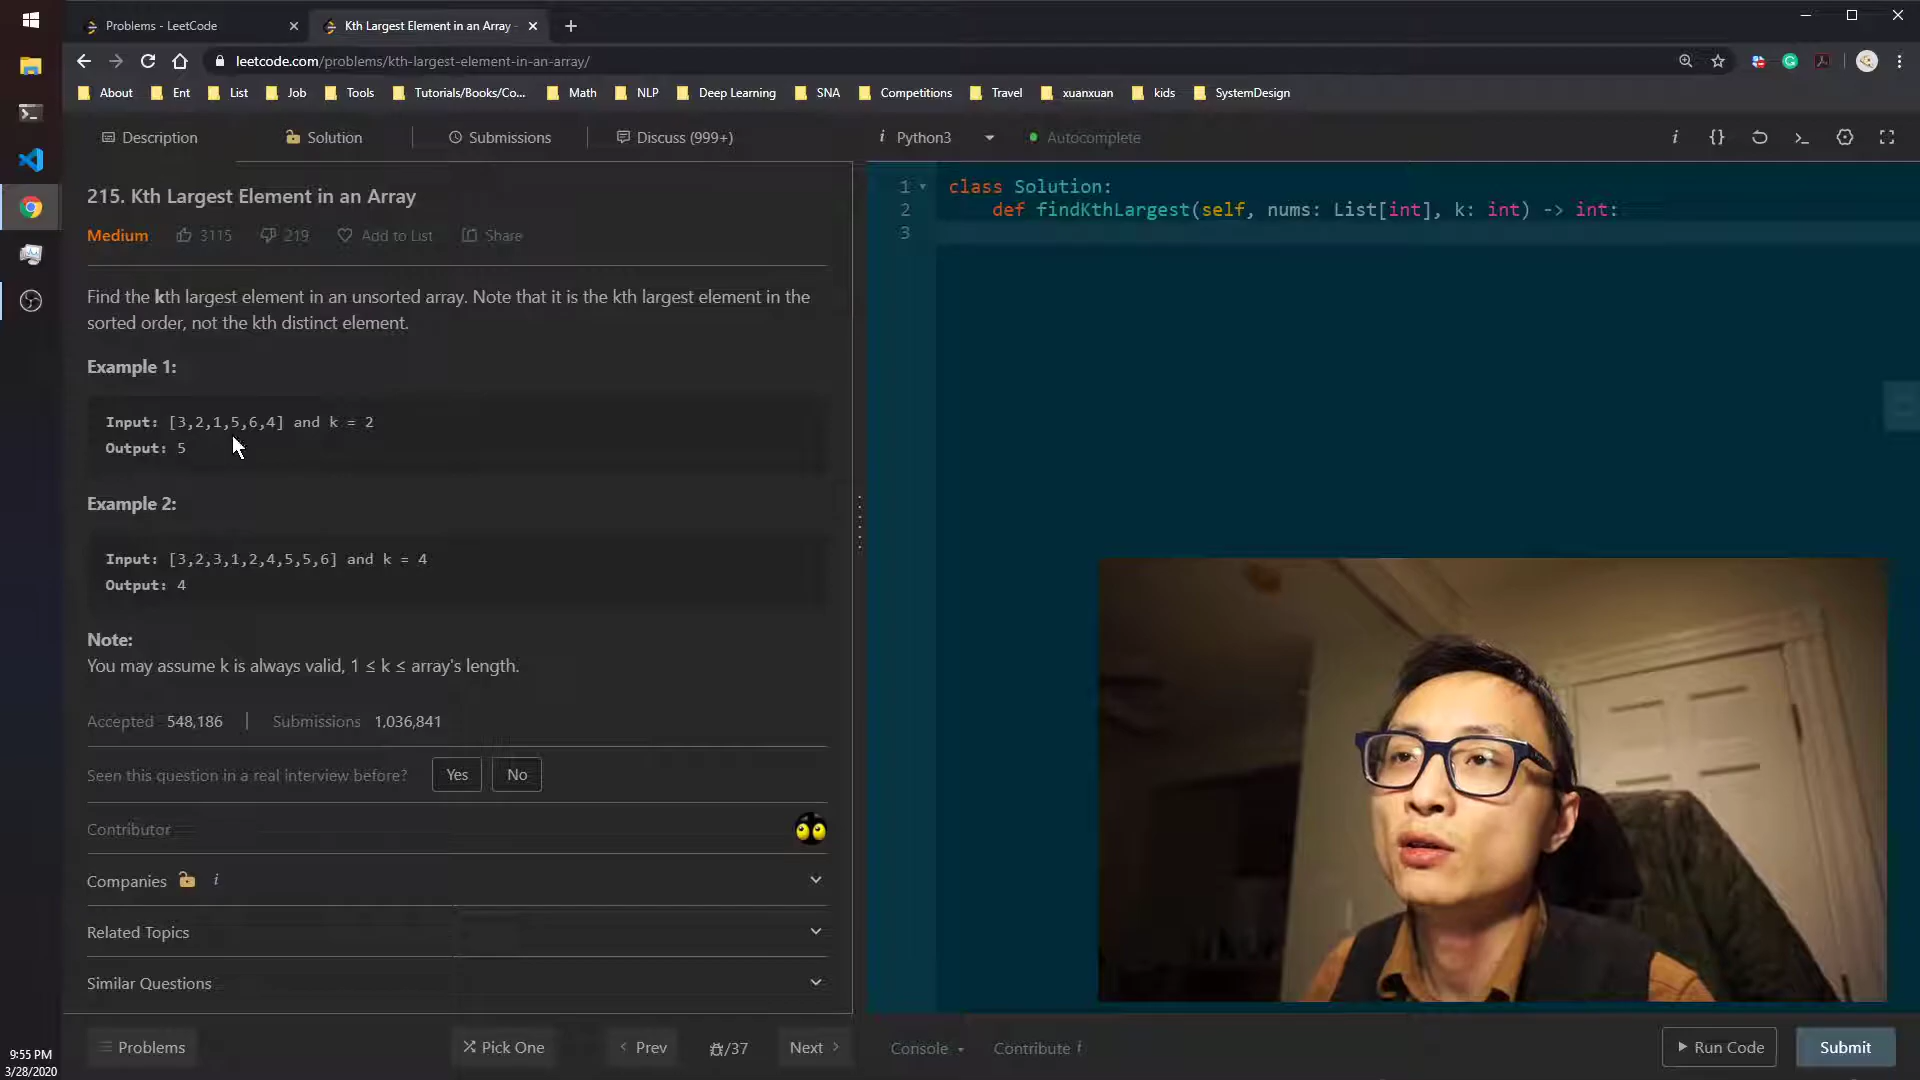 Problems - LeetCode
Kth Largest Element in an Array -
leetcode.com/problems/kth-largest-element-in-an-array/
About Ent List Job Tools Tutorials/Books/Co... Math NLP Deep Learning SNA Competitions Travel xuanxuan kids SystemDesign
Description Solution Submissions Discuss (999+)
i Python3 Autocomplete i {}
215. Kth Largest Element in an Array
Medium 3115 219 Add to List Share
Find the kth largest element in an unsorted array. Note that it is the kth largest element in the
sorted order, not the kth distinct element.
Example 1:
Input: [3,2,1,5,6,4] and k = 2
Output: 5
Example 2:
Input: [3,2,3,1,2,4,5,5,6] and k = 4
Output: 4
Note:
You may assume k is always valid, 1 ≤ k ≤ array's length.
Accepted 548,186 Submissions 1,036,841
Seen this question in a real interview before? Yes No
Contributor
Companies i
Related Topics
Similar Questions
1 class Solution:
2 def findKthLargest(self, nums: List[int], k: int) -> int:
3
Problems Pick One Prev /37 Next
Console Contribute i Run Code Submit
9:55 PM
3/28/2020